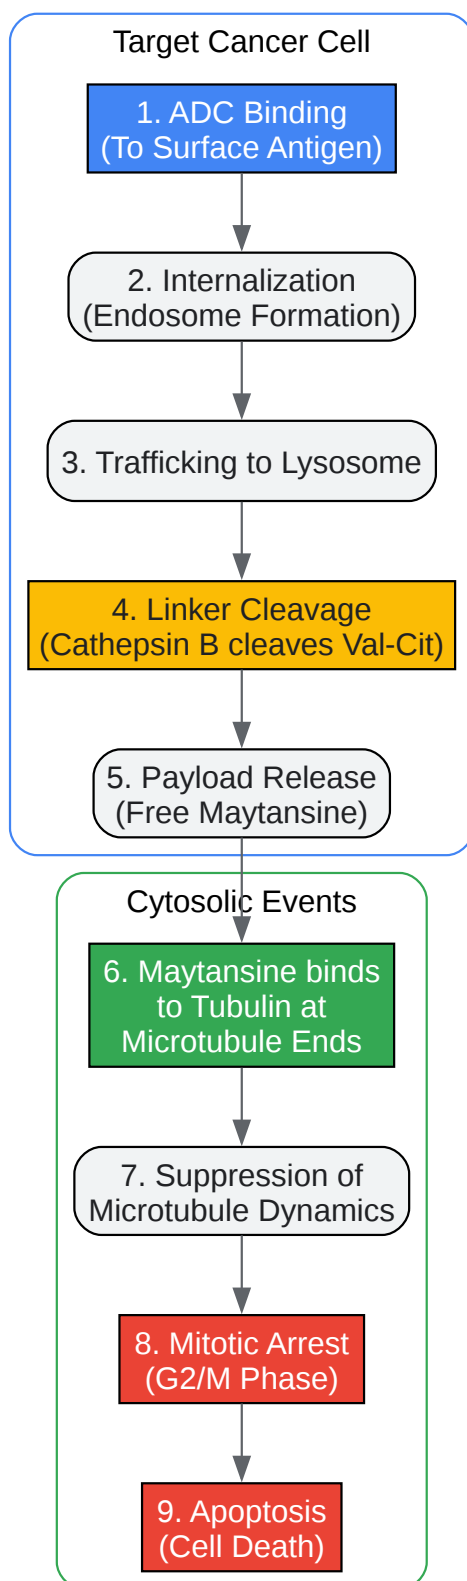 Target Cancer Cell
1. ADC Binding
(To Surface Antigen)
2. Internalization
(Endosome Formation)
3. Trafficking to Lysosome
4. Linker Cleavage
(Cathepsin B cleaves Val-Cit)
5. Payload Release
(Free Maytansine)
Cytosolic Events
6. Maytansine binds
to Tubulin at
Microtubule Ends
7. Suppression of
Microtubule Dynamics
8. Mitotic Arrest
(G2/M Phase)
9. Apoptosis
(Cell Death)